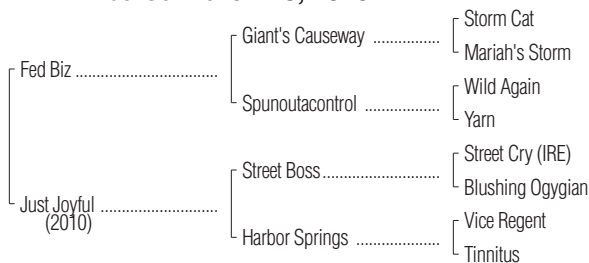 Storm Cat
Giant's Causeway ................
Mariah's Storm
Fed Biz ..................................
Wild Again
Spunoutacontrol ..................
Yarn
Street Cry (IRE)
Street Boss............................
Blushing Ogygian
Just Joyful ............................
(2010)
Vice Regent
Harbor Springs ....................
Tinnitus